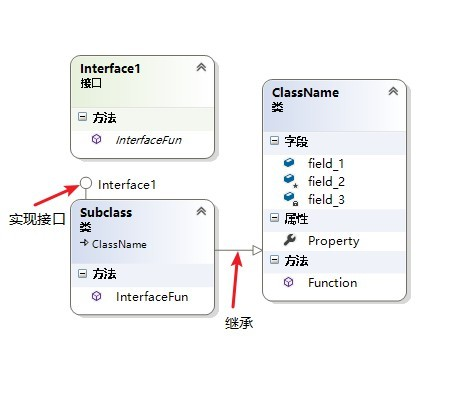 Interface1
接口
方法
InterfaceFun
Interface1
实现接口
Subclass
类
ClassName
方法
InterfaceFun
继承
ClassName
类
字段
field_1
field_2
field_3
属性
Property
方法
Function